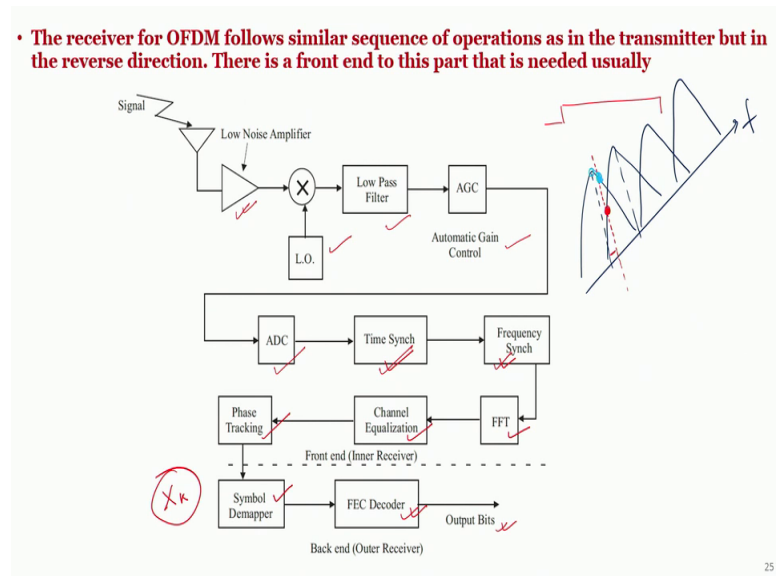 • The receiver for OFDM follows similar sequence of operations as in the transmitter but in
the reverse direction. There is a front end to this part that is needed usually
Signal
Low Noise Amplifier
X
Low Pass
Filter
AGC
L.O.
Automatic Gain
Control
f
ADC
Time Synch
Frequency
Synch
Phase
Tracking
Channel
Equalization
FFT
Front end (Inner Receiver)
Xk
Symbol
Demapper
FEC Decoder
Output Bits
Back end (Outer Receiver)
25